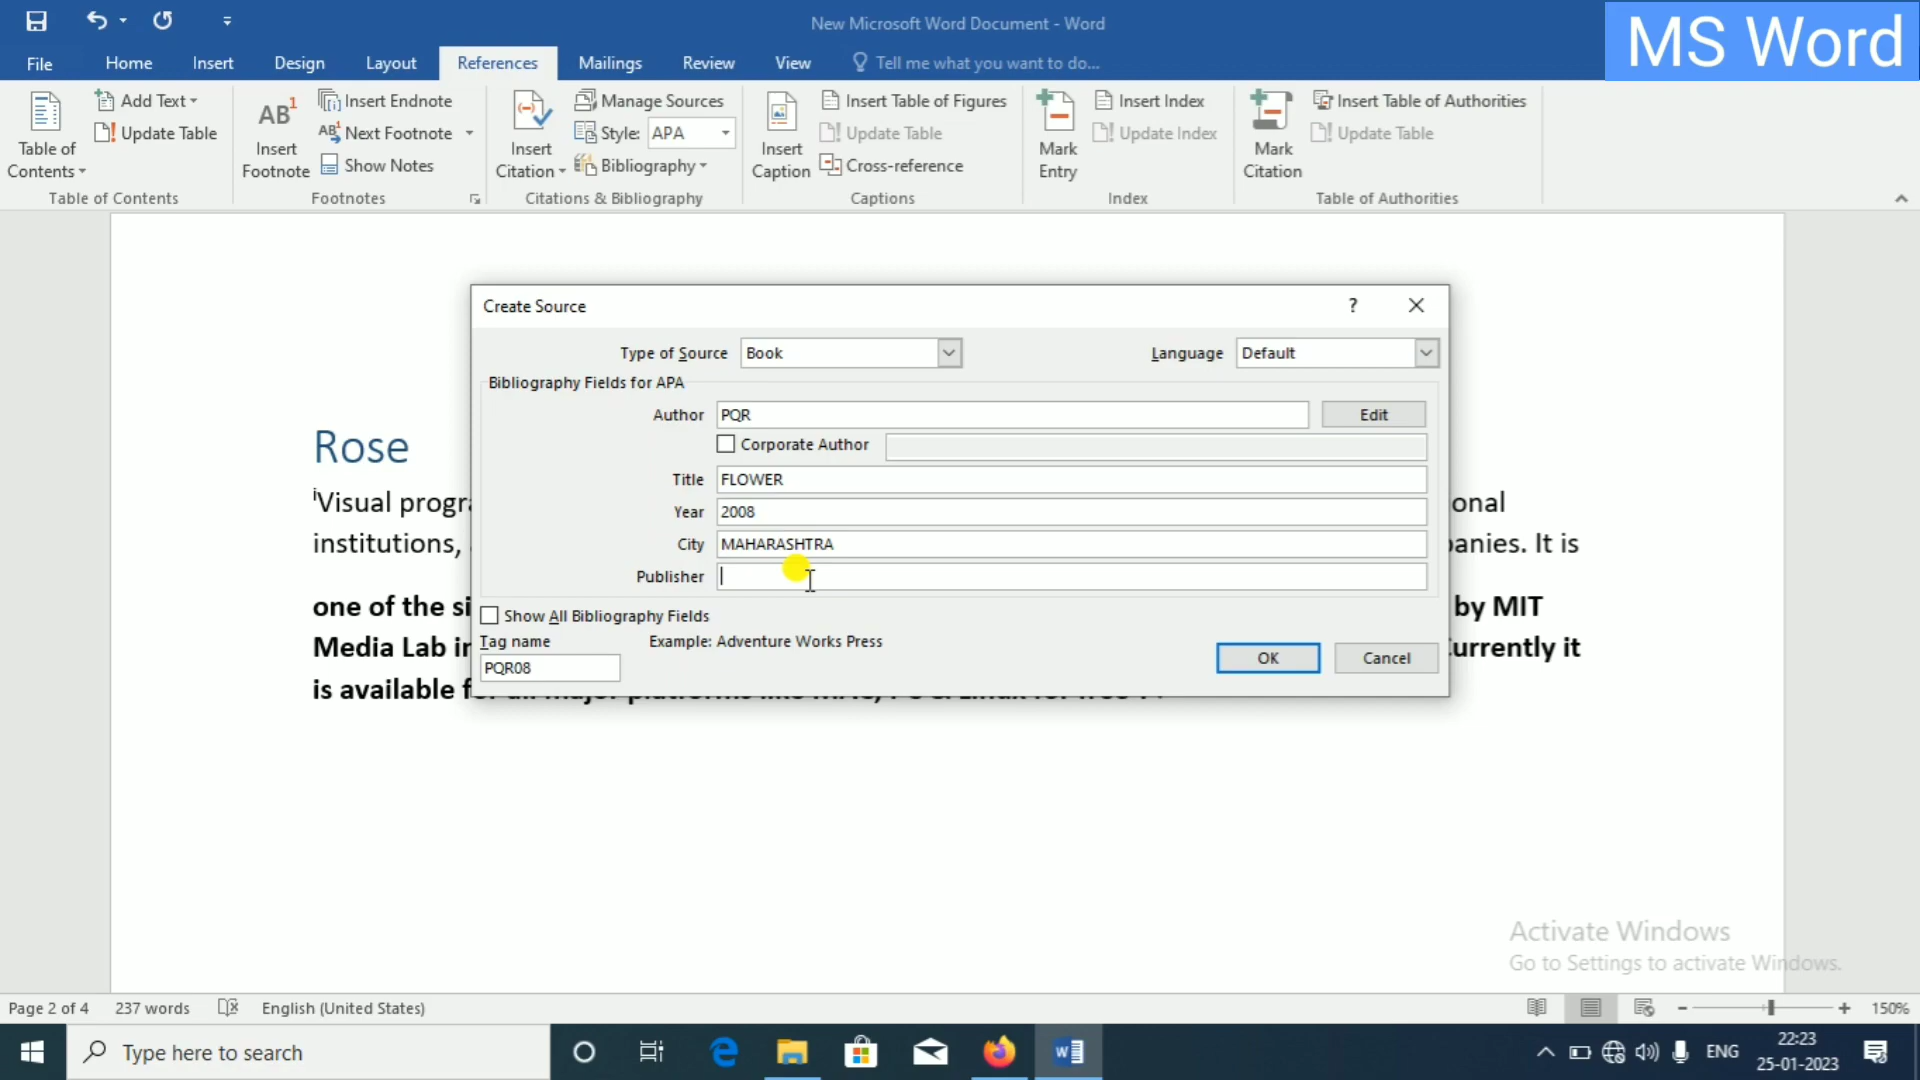 New Microsoft Word Document - Word
MS Word
File Home Insert Design Layout References Mailings Review View Tell me what you want to do...
Table of Contents
Add Text
Update Table
Table of Contents
AB1
Insert Footnote
Insert Endnote
Next Footnote
Show Notes
Footnotes
Insert Citation
Manage Sources
Style: APA
Bibliography
Citations & Bibliography
Insert Caption
Insert Table of Figures
Update Table
Cross-reference
Captions
Mark Entry
Insert Index
Update Index
Index
Mark Citation
Insert Table of Authorities
Update Table
Table of Authorities
Create Source ?
Type of Source Book Language Default
Bibliography Fields for APA
Author PQR Edit
Corporate Author
Title FLOWER
Year 2008
City MAHARASHTRA
Publisher
Show All Bibliography Fields
Tag name Example: Adventure Works Press
PQR08
OK Cancel
Rose
iVisual progr onal
institutions, panies. It is
one of the si by MIT
Media Lab in Currently it
is available f
Activate Windows
Go to Settings to activate Windows.
Page 2 of 4 237 words English (United States) 150%
Type here to search
ENG 22:23
25-01-2023